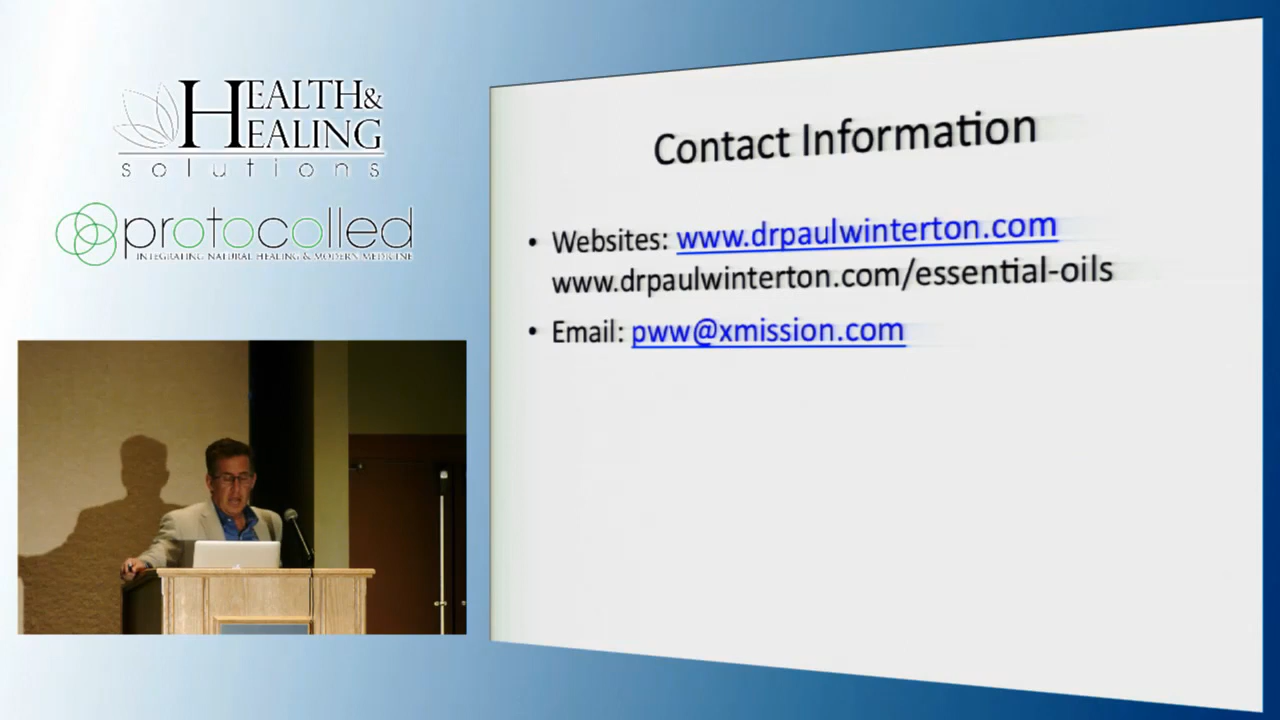 HEALTH&
HEALING
solutions
protocolled
INTEGRATING NATURAL HEALING & MODERN MEDICINE
Contact Information
• Websites: www.drpaulwinterton.com
www.drpaulwinterton.com/essential-oils
• Email: pww@xmission.com